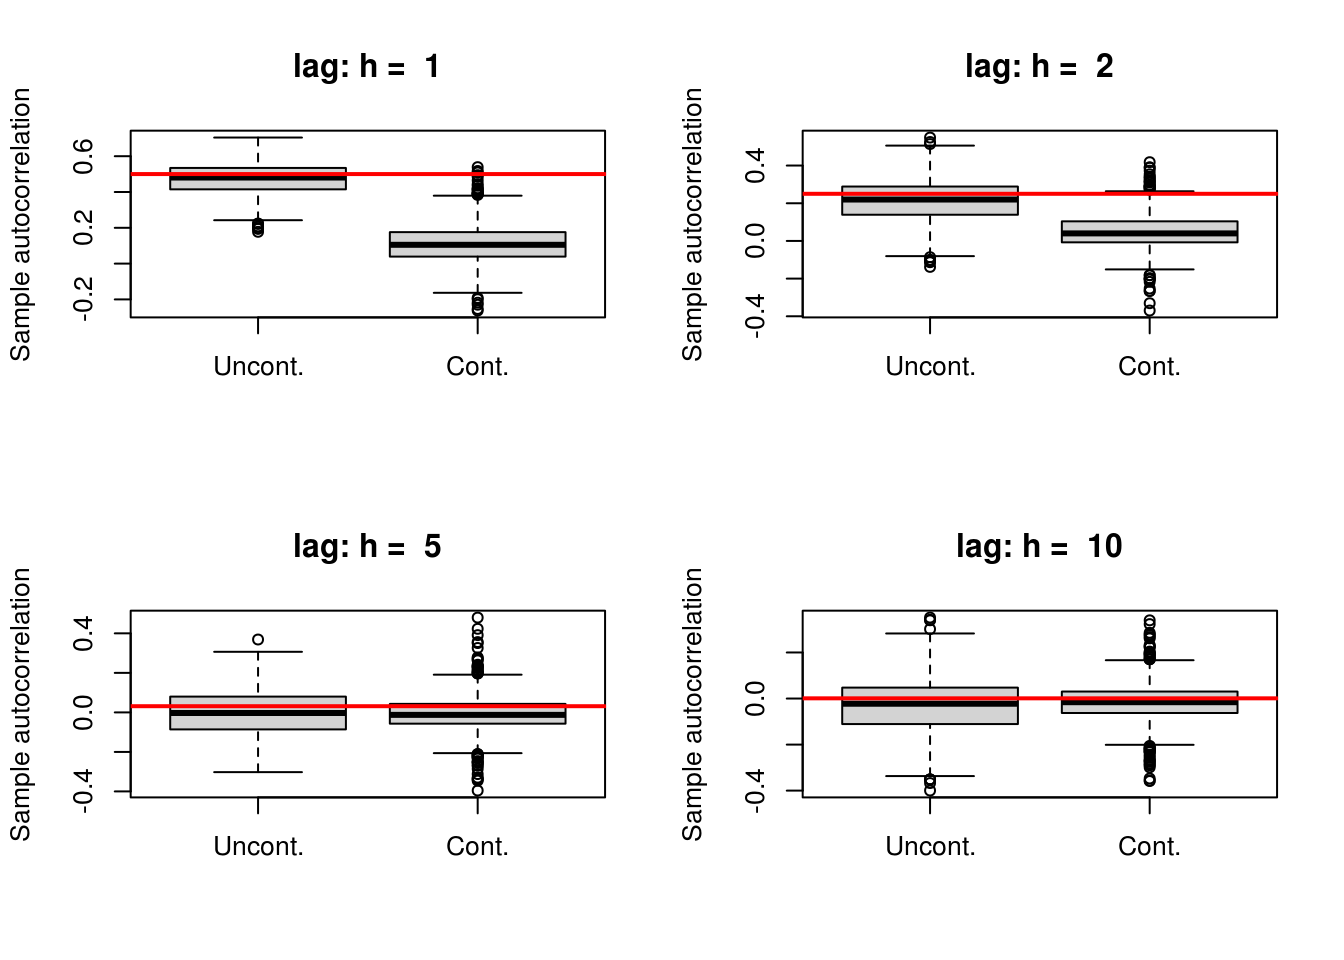 lag: h =  1
Sample autocorrelation
0.6
0.2
-0.2
Uncont.
Cont.
lag: h =  2
Sample autocorrelation
0.4
0.0
-0.4
Uncont.
Cont.
lag: h =  5
Sample autocorrelation
0.4
0.0
-0.4
Uncont.
Cont.
lag: h =  10
Sample autocorrelation
0.0
-0.4
Uncont.
Cont.